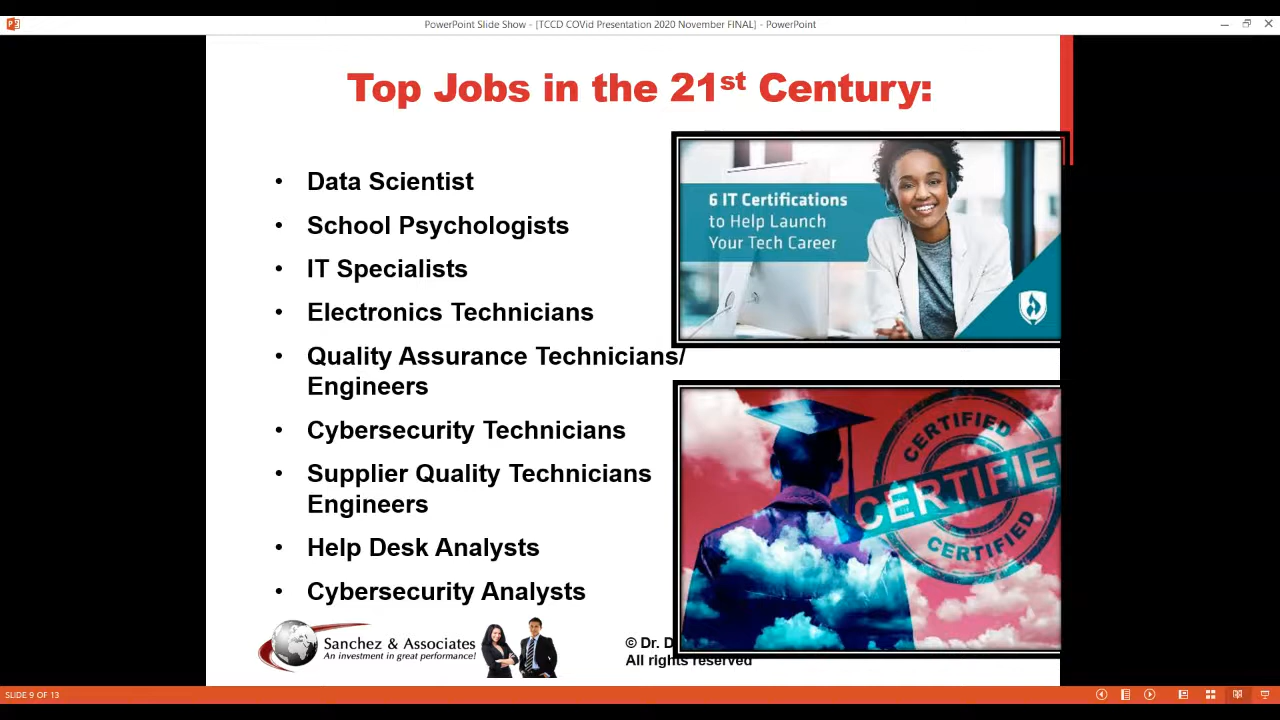 PowerPoint Slide Show - [TCCD COVid Presentation 2020 November FINAL] - PowerPoint
Top Jobs in the 21st Century:
• Data Scientist
• School Psychologists
• IT Specialists
• Electronics Technicians
• Quality Assurance Technicians/
Engineers
• Cybersecurity Technicians
• Supplier Quality Technicians
Engineers
• Help Desk Analysts
• Cybersecurity Analysts
6 IT Certifications
to Help Launch
Your Tech Career
CERTIFIED
CERTIFIED
CERTIFIED
Sanchez & Associates
An investment in great performance!
© Dr. D
All rights reserved
SLIDE 9 OF 13